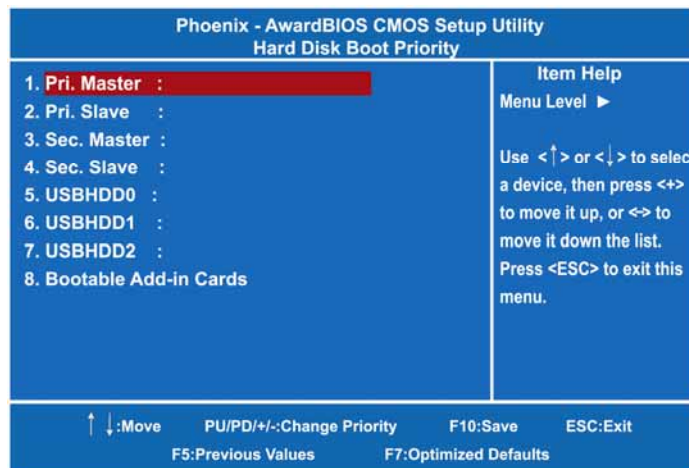 Phoenix - AwardBIOS CMOS Setup Utility
Hard Disk Boot Priority
1. Pri. Master :
2. Pri. Slave :
3. Sec. Master :
4. Sec. Slave :
5. USBHDD0 :
6. USBHDD1 :
7. USBHDD2 :
8. Bootable Add-in Cards
Item Help
Menu Level ►
Use <↑> or <↓> to selec
a device, then press <+>
to move it up, or <-> to
move it down the list.
Press <ESC> to exit this
menu.
↑ ↓:Move PU/PD/+/-:Change Priority F10:Save ESC:Exit
F5:Previous Values F7:Optimized Defaults